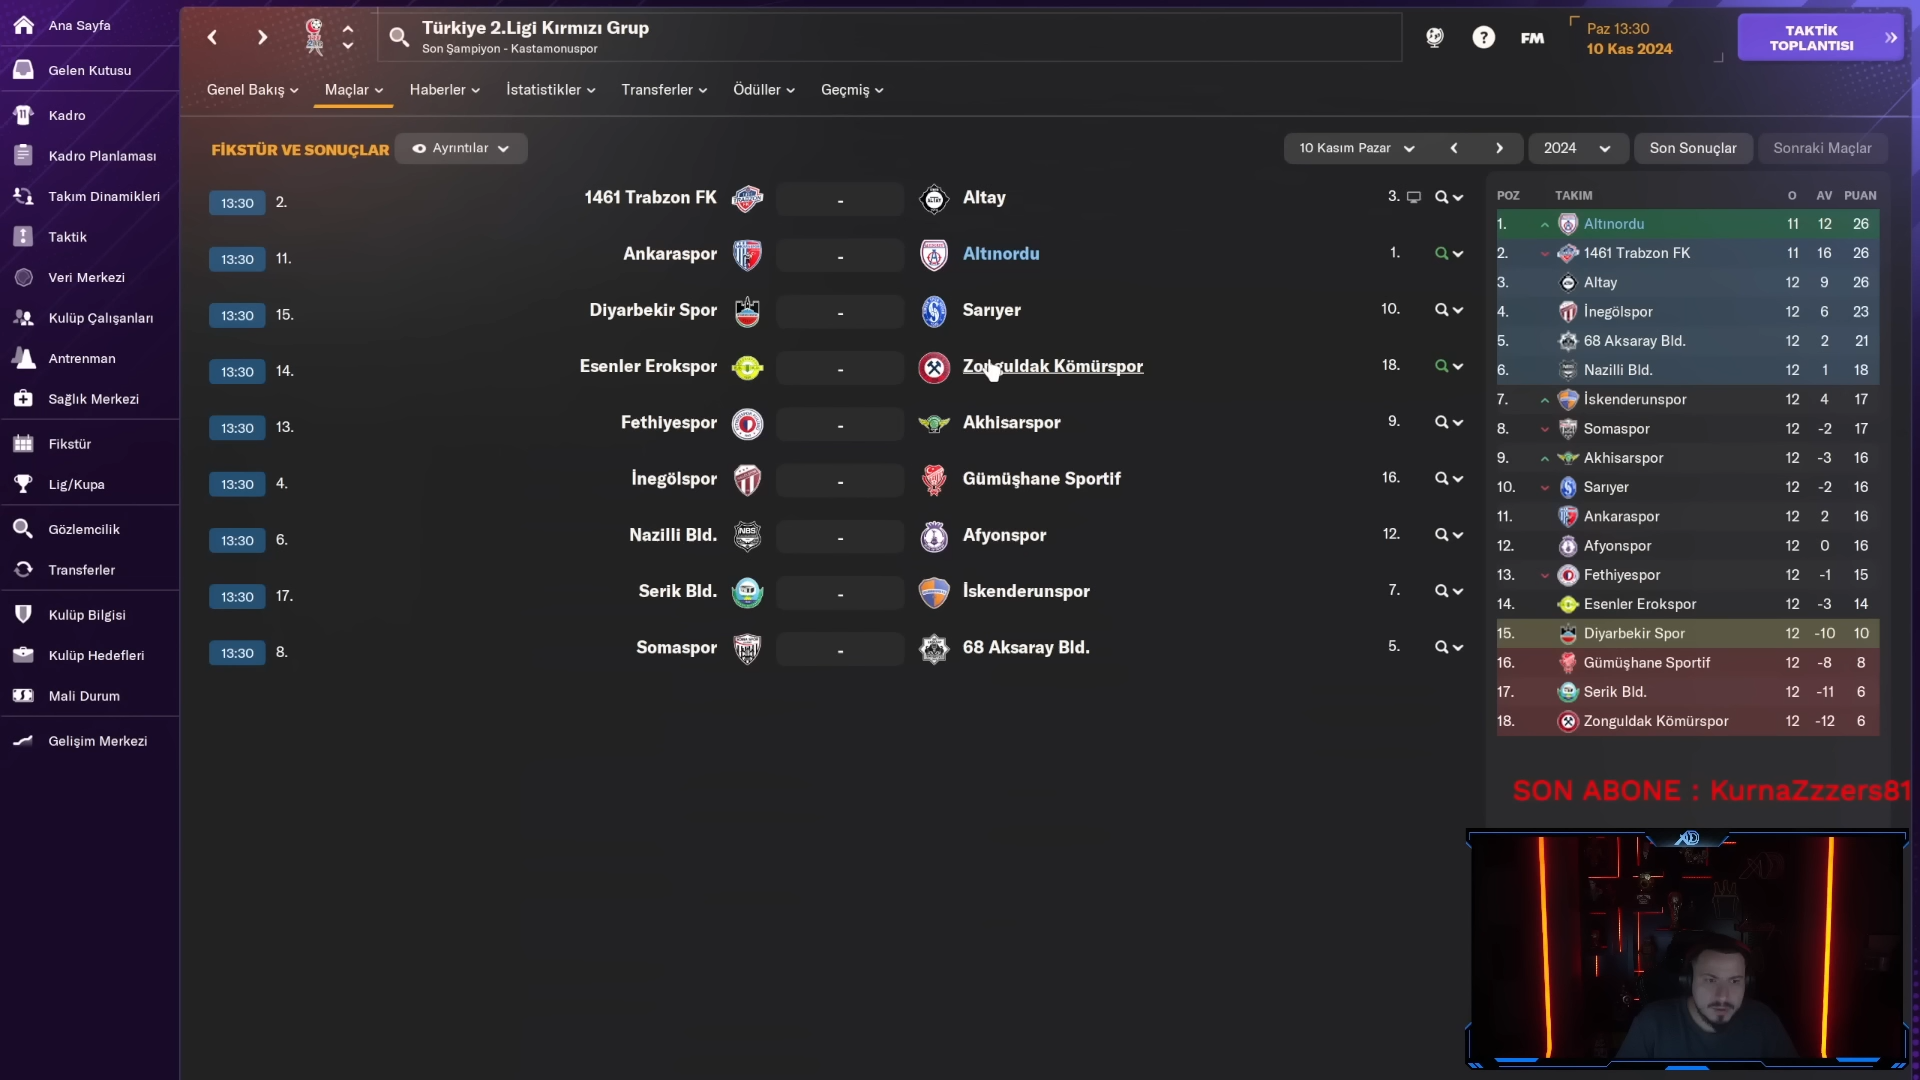 Ana Sayfa
Gelen Kutusu
Kadro
Kadro Planlaması
Takım Dinamikleri
Taktik
Veri Merkezi
Kulüp Çalışanları
Antrenman
Sağlık Merkezi
Fikstür
Lig/Kupa
Gözlemcilik
Transferler
Kulüp Bilgisi
Kulüp Hedefleri
Mali Durum
Gelişim Merkezi
Türkiye 2.Ligi Kırmızı Grup
Son Şampiyon - Kastamonuspor
FM
Paz 13:30
10 Kas 2024
TAKTİK
TOPLANTISI
Genel Bakış Maçlar Haberler İstatistikler Transferler Ödüller Geçmiş
FİKSTÜR VE SONUÇLAR Ayrıntılar 10 Kasım Pazar 2024 Son Sonuçlar Sonraki Maçlar
13:30 2. 1461 Trabzon FK - Altay 3.
13:30 11. Ankaraspor - Altınordu 1.
13:30 15. Diyarbekir Spor - Sarıyer 10.
13:30 14. Esenler Erokspor - Zonguldak Kömürspor 18.
13:30 13. Fethiyespor - Akhisarspor 9.
13:30 4. İnegölspor - Gümüşhane Sportif 16.
13:30 6. Nazilli Bld. - Afyonspor 12.
13:30 17. Serik Bld. - İskenderunspor 7.
13:30 8. Somaspor - 68 Aksaray Bld. 5.
POZ TAKIM O AV PUAN
1. Altınordu 11 12 26
2. 1461 Trabzon FK 11 16 26
3. Altay 12 9 26
4. İnegölspor 12 6 23
5. 68 Aksaray Bld. 12 2 21
6. Nazilli Bld. 12 1 18
7. İskenderunspor 12 4 17
8. Somaspor 12 -2 17
9. Akhisarspor 12 -3 16
10. Sarıyer 12 -2 16
11. Ankaraspor 12 2 16
12. Afyonspor 12 0 16
13. Fethiyespor 12 -1 15
14. Esenler Erokspor 12 -3 14
15. Diyarbekir Spor 12 -10 10
16. Gümüşhane Sportif 12 -8 8
17. Serik Bld. 12 -11 6
18. Zonguldak Kömürspor 12 -12 6
SON ABONE : KurnaZzzers81